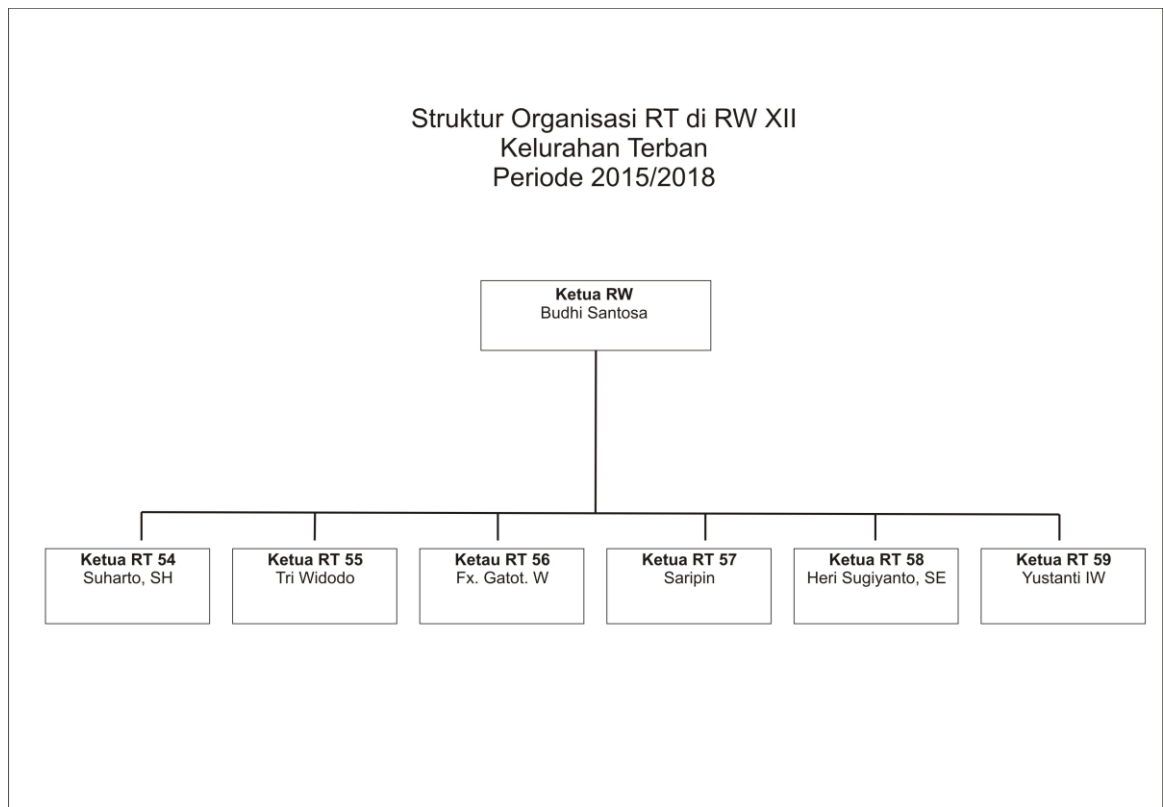 Struktur Organisasi RT di RW XII
Kelurahan Terban
Periode 2015/2018
Ketua RW
Budhi Santosa
Ketua RT 54
Suharto, SH
Ketua RT 55
Tri Widodo
Ketau RT 56
Fx. Gatot. W
Ketua RT 57
Saripin
Ketua RT 58
Heri Sugiyanto, SE
Ketua RT 59
Yustanti IW